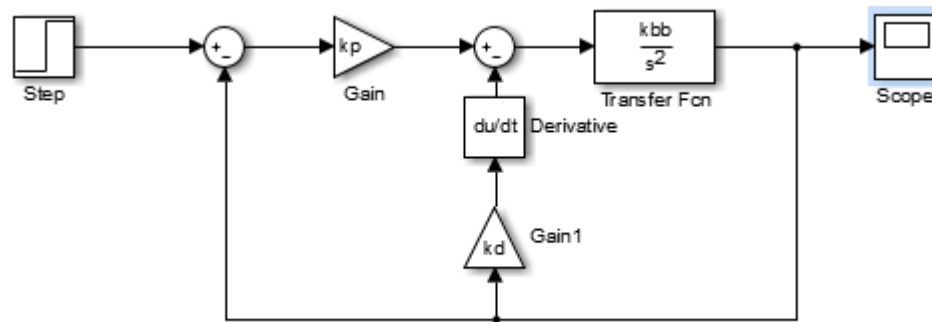 kp
kbb
s2
Step
Gain
Transfer Fcn
Scope
du/dt
Derivative
kd
Gain1